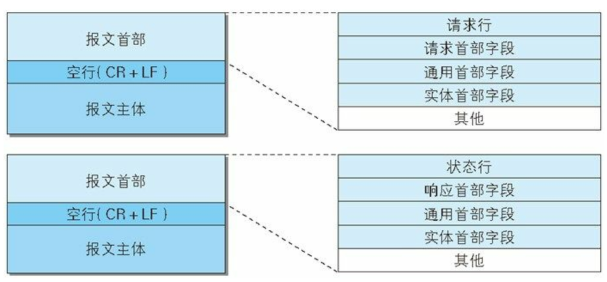 报文首部
空行( CR + LF )
报文主体
请求行
请求首部字段
通用首部字段
实体首部字段
其他
报文首部
空行( CR + LF )
报文主体
状态行
响应首部字段
通用首部字段
实体首部字段
其他